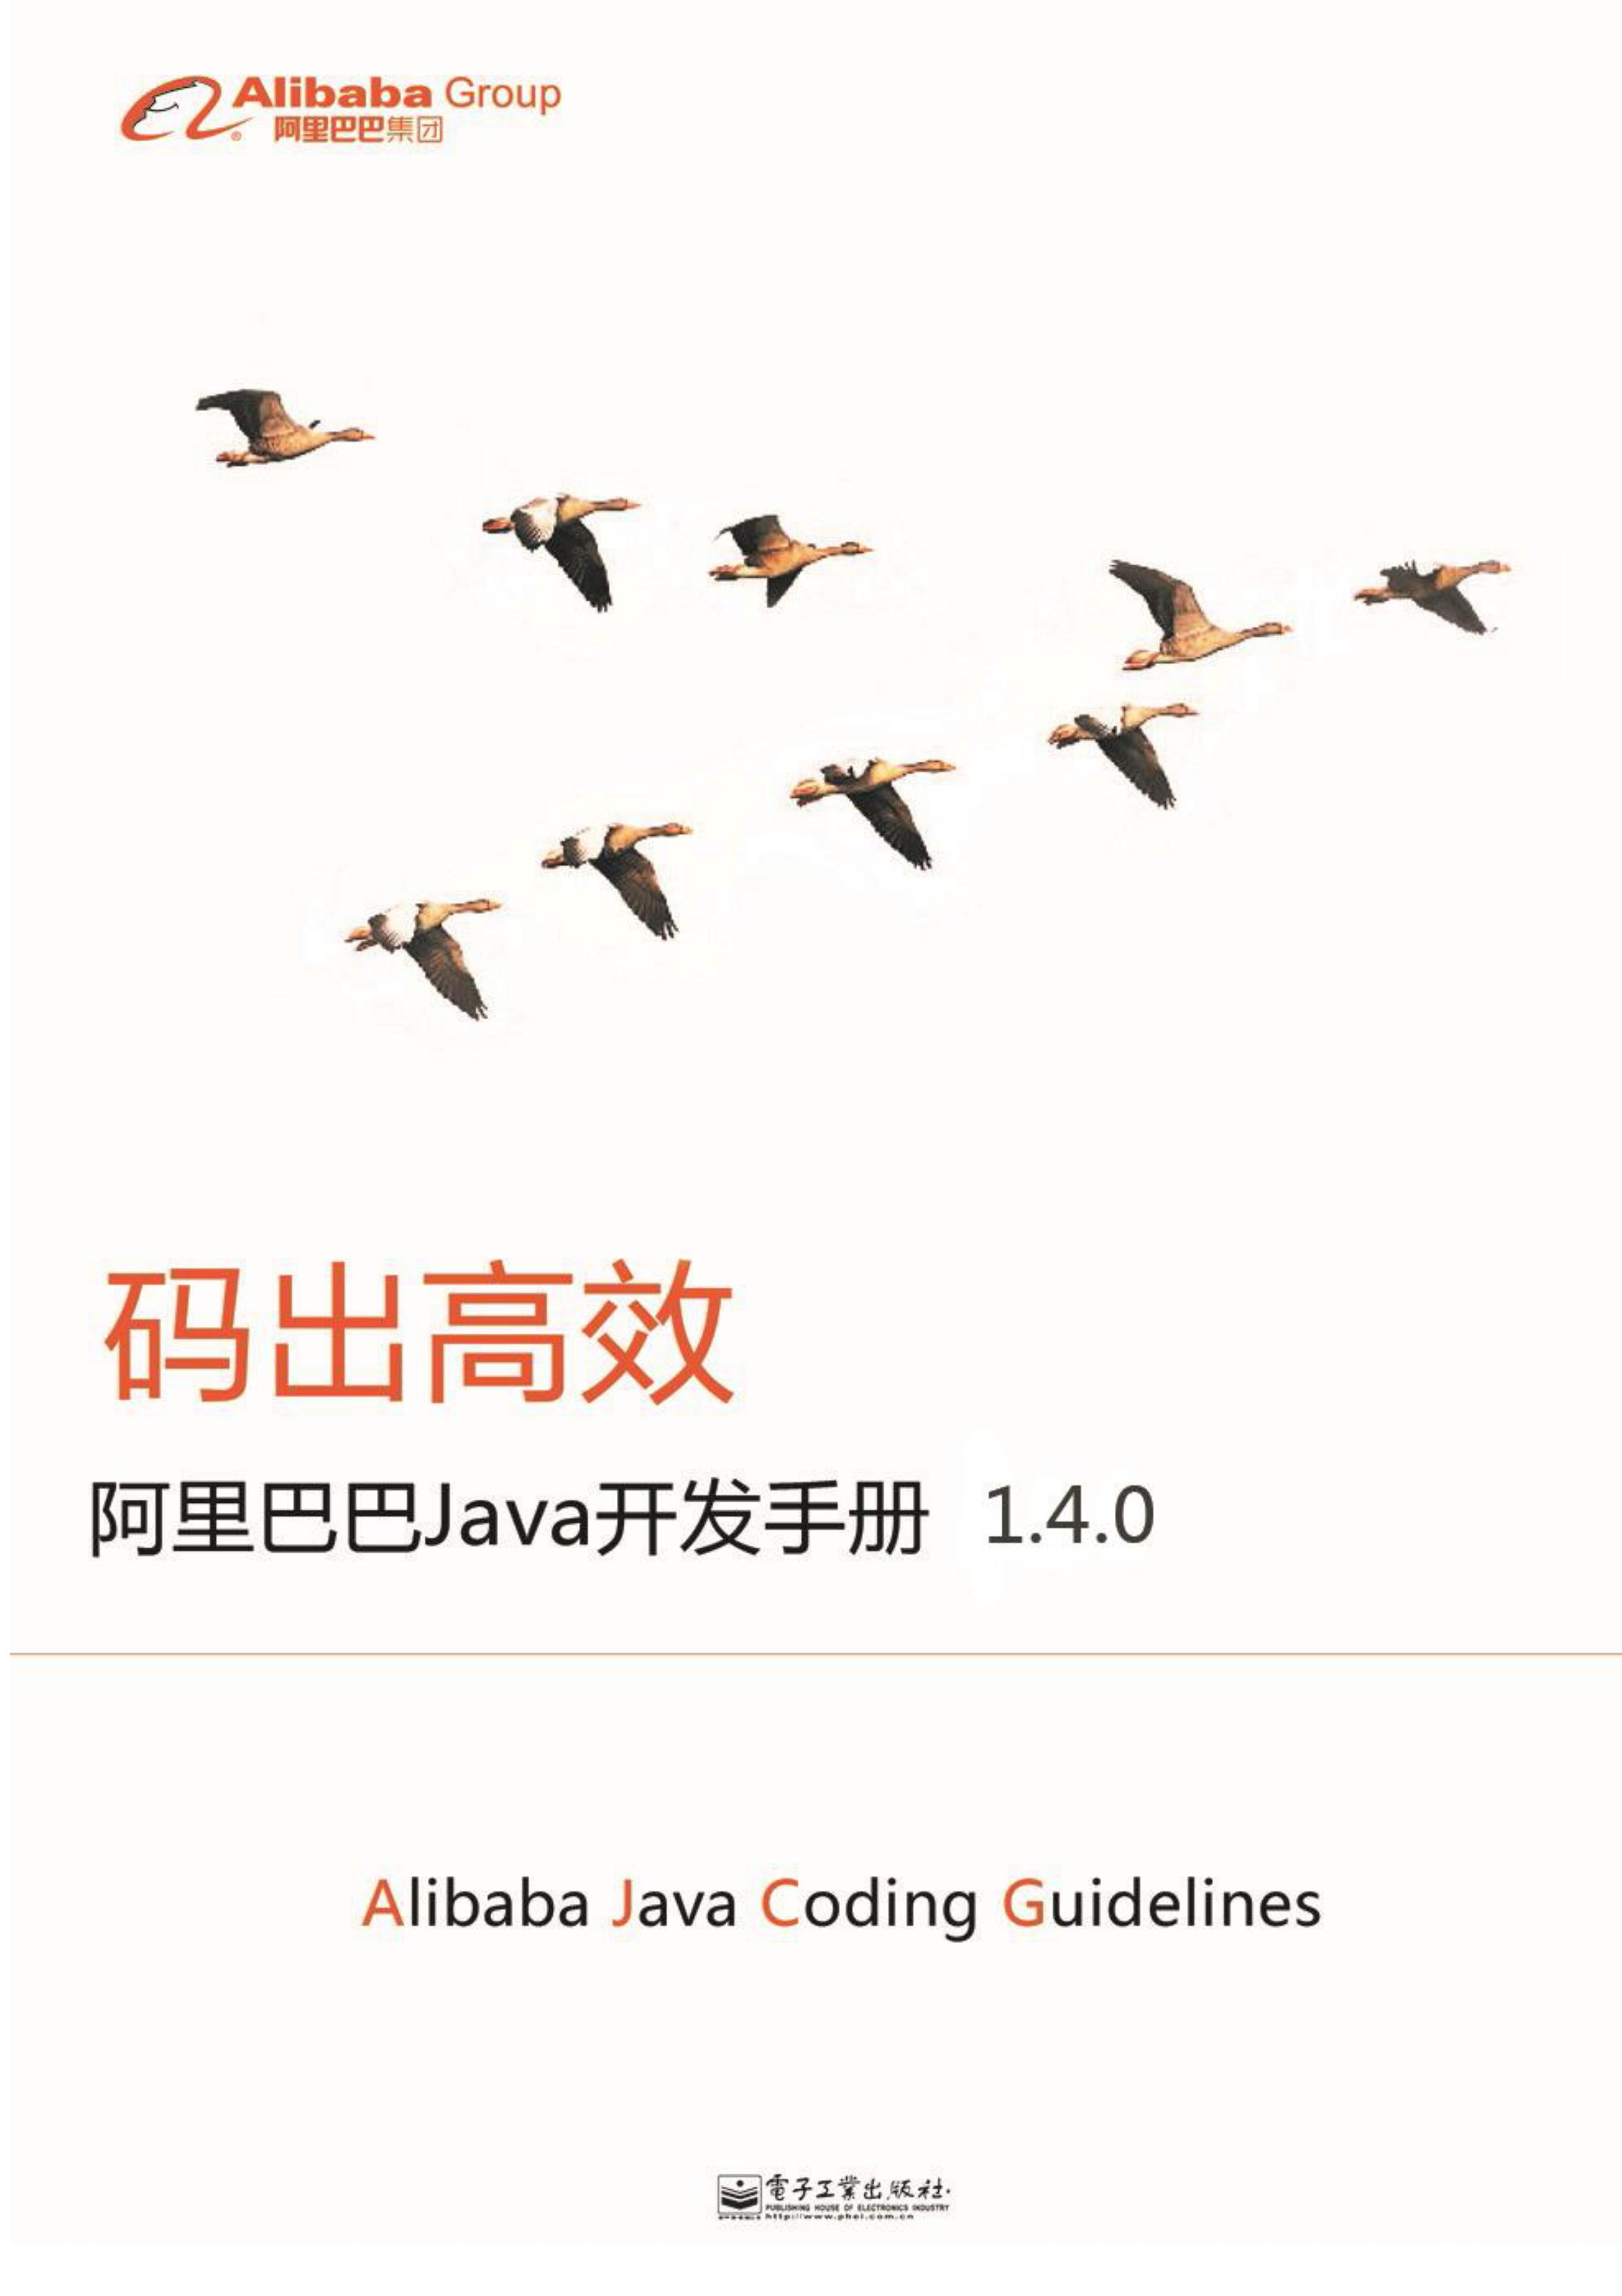 Alibaba Group
阿里巴巴集团
码出高效
阿里巴巴Java开发手册 1.4.0
Alibaba Java Coding Guidelines
電子工業出版社
PUBLISHING HOUSE OF ELECTRONICS INDUSTRY
http://www.phei.com.cn